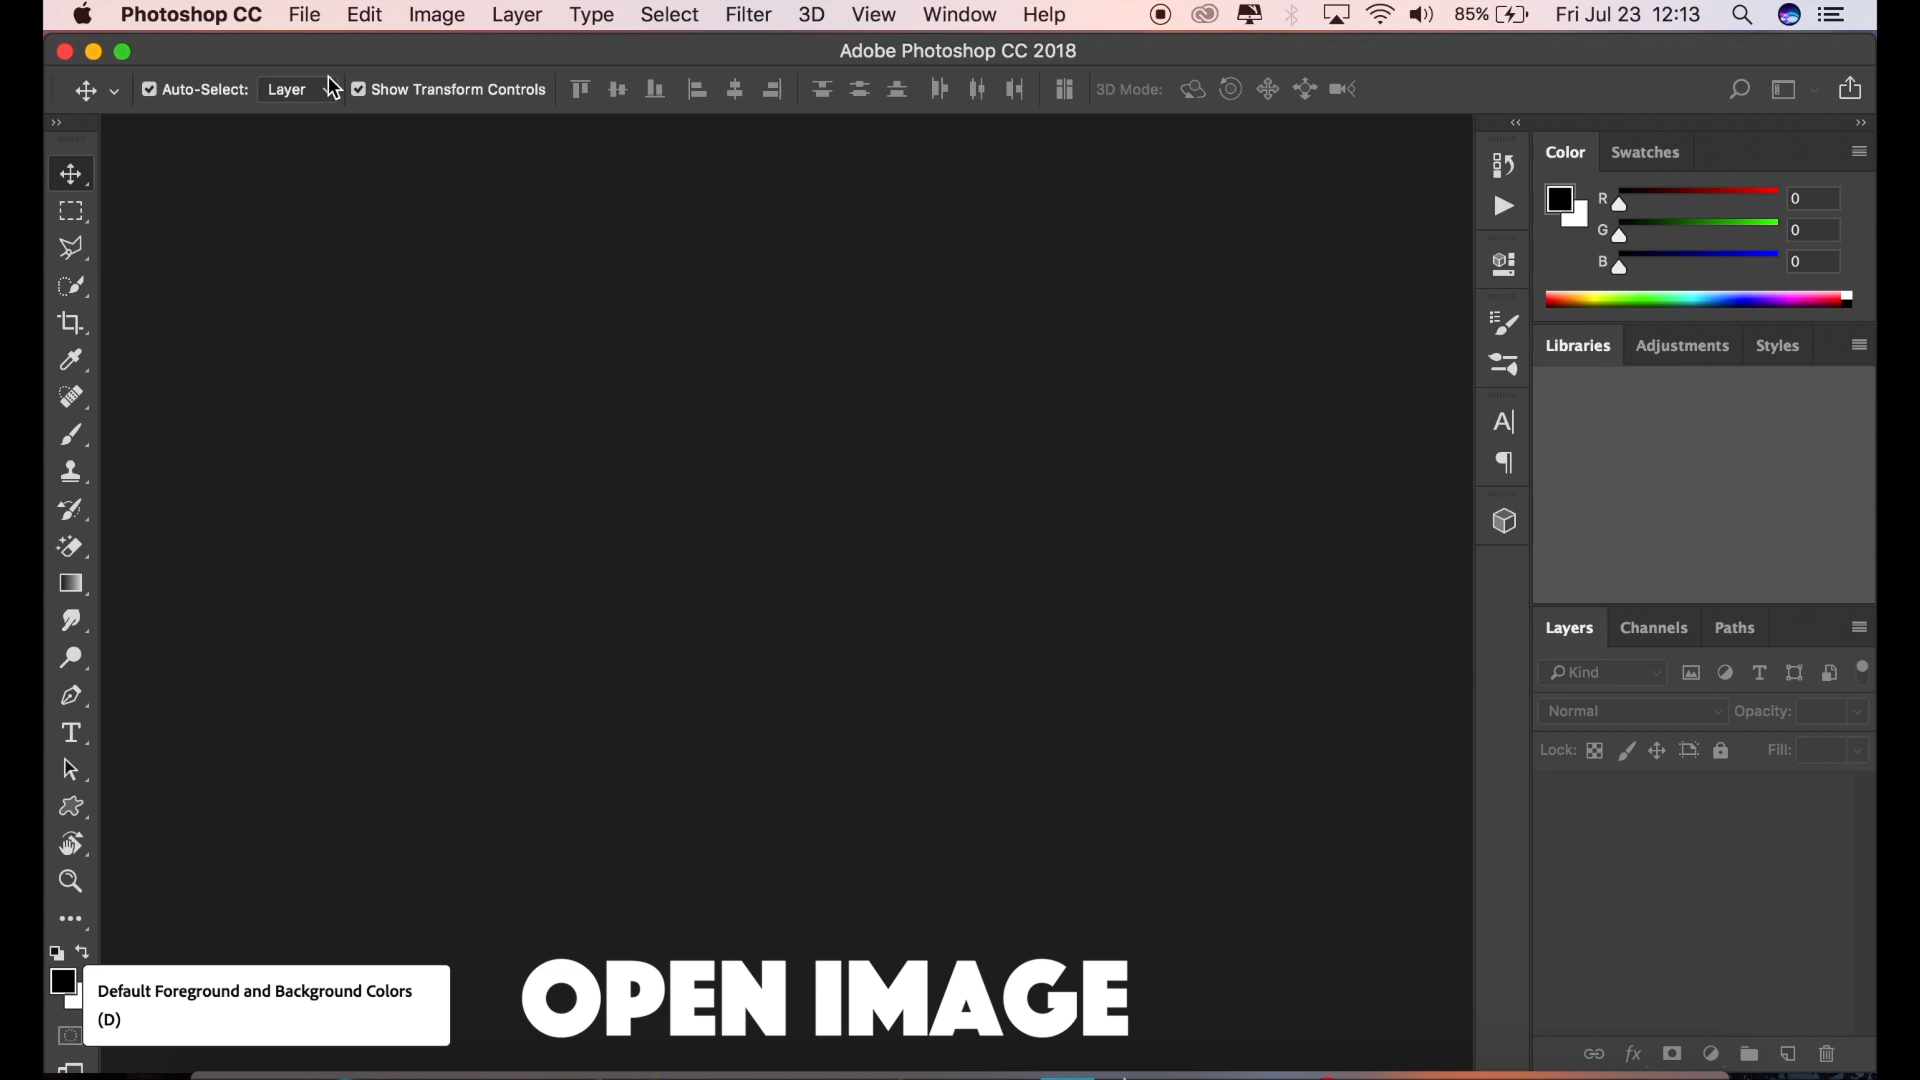 Photoshop CC File Edit Image Layer Type Select Filter 3D View Window Help 85% Fri Jul 23 12:13
Adobe Photoshop CC 2018
Auto-Select: Layer Show Transform Controls 3D Mode:
Color Swatches
R 0
G 0
B 0
Libraries Adjustments Styles
Layers Channels Paths
Kind
Normal Opacity:
Lock: Fill:
Default Foreground and Background Colors
(D)
OPEN IMAGE